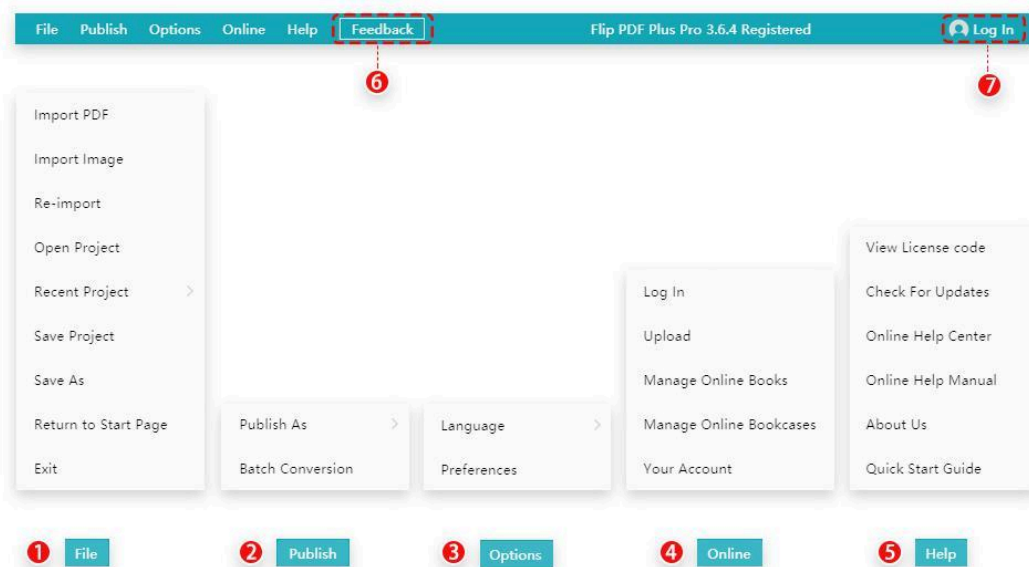 File Publish Options Online Help Feedback Flip PDF Plus Pro 3.6.4 Registered Log In
6
7
Import PDF
Import Image
Re-import
Open Project
Recent Project
Save Project
Save As
Return to Start Page
Exit
Publish As
Batch Conversion
Language
Preferences
Log In
Upload
Manage Online Books
Manage Online Bookcases
Your Account
View License code
Check For Updates
Online Help Center
Online Help Manual
About Us
Quick Start Guide
1 File
2 Publish
3 Options
4 Online
5 Help